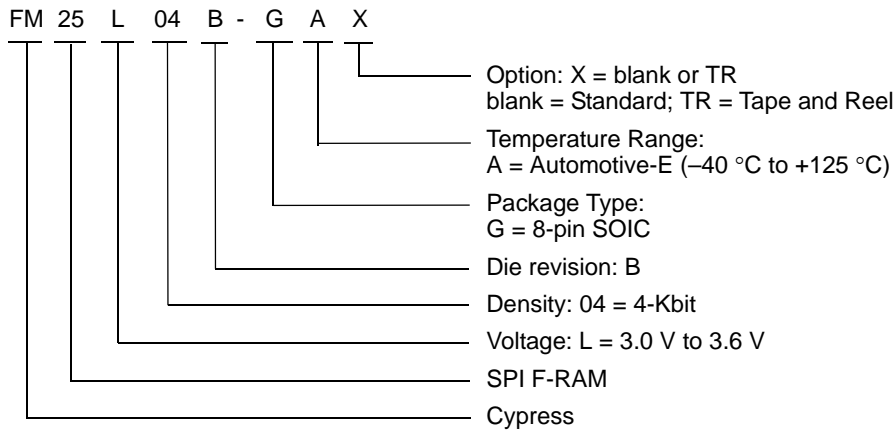 FM 25 L 04 B - G A X
Option: X = blank or TR
blank = Standard; TR = Tape and Reel
Temperature Range:
A = Automotive-E (–40 °C to +125 °C)
Package Type:
G = 8-pin SOIC
Die revision: B
Density: 04 = 4-Kbit
Voltage: L = 3.0 V to 3.6 V
SPI F-RAM
Cypress